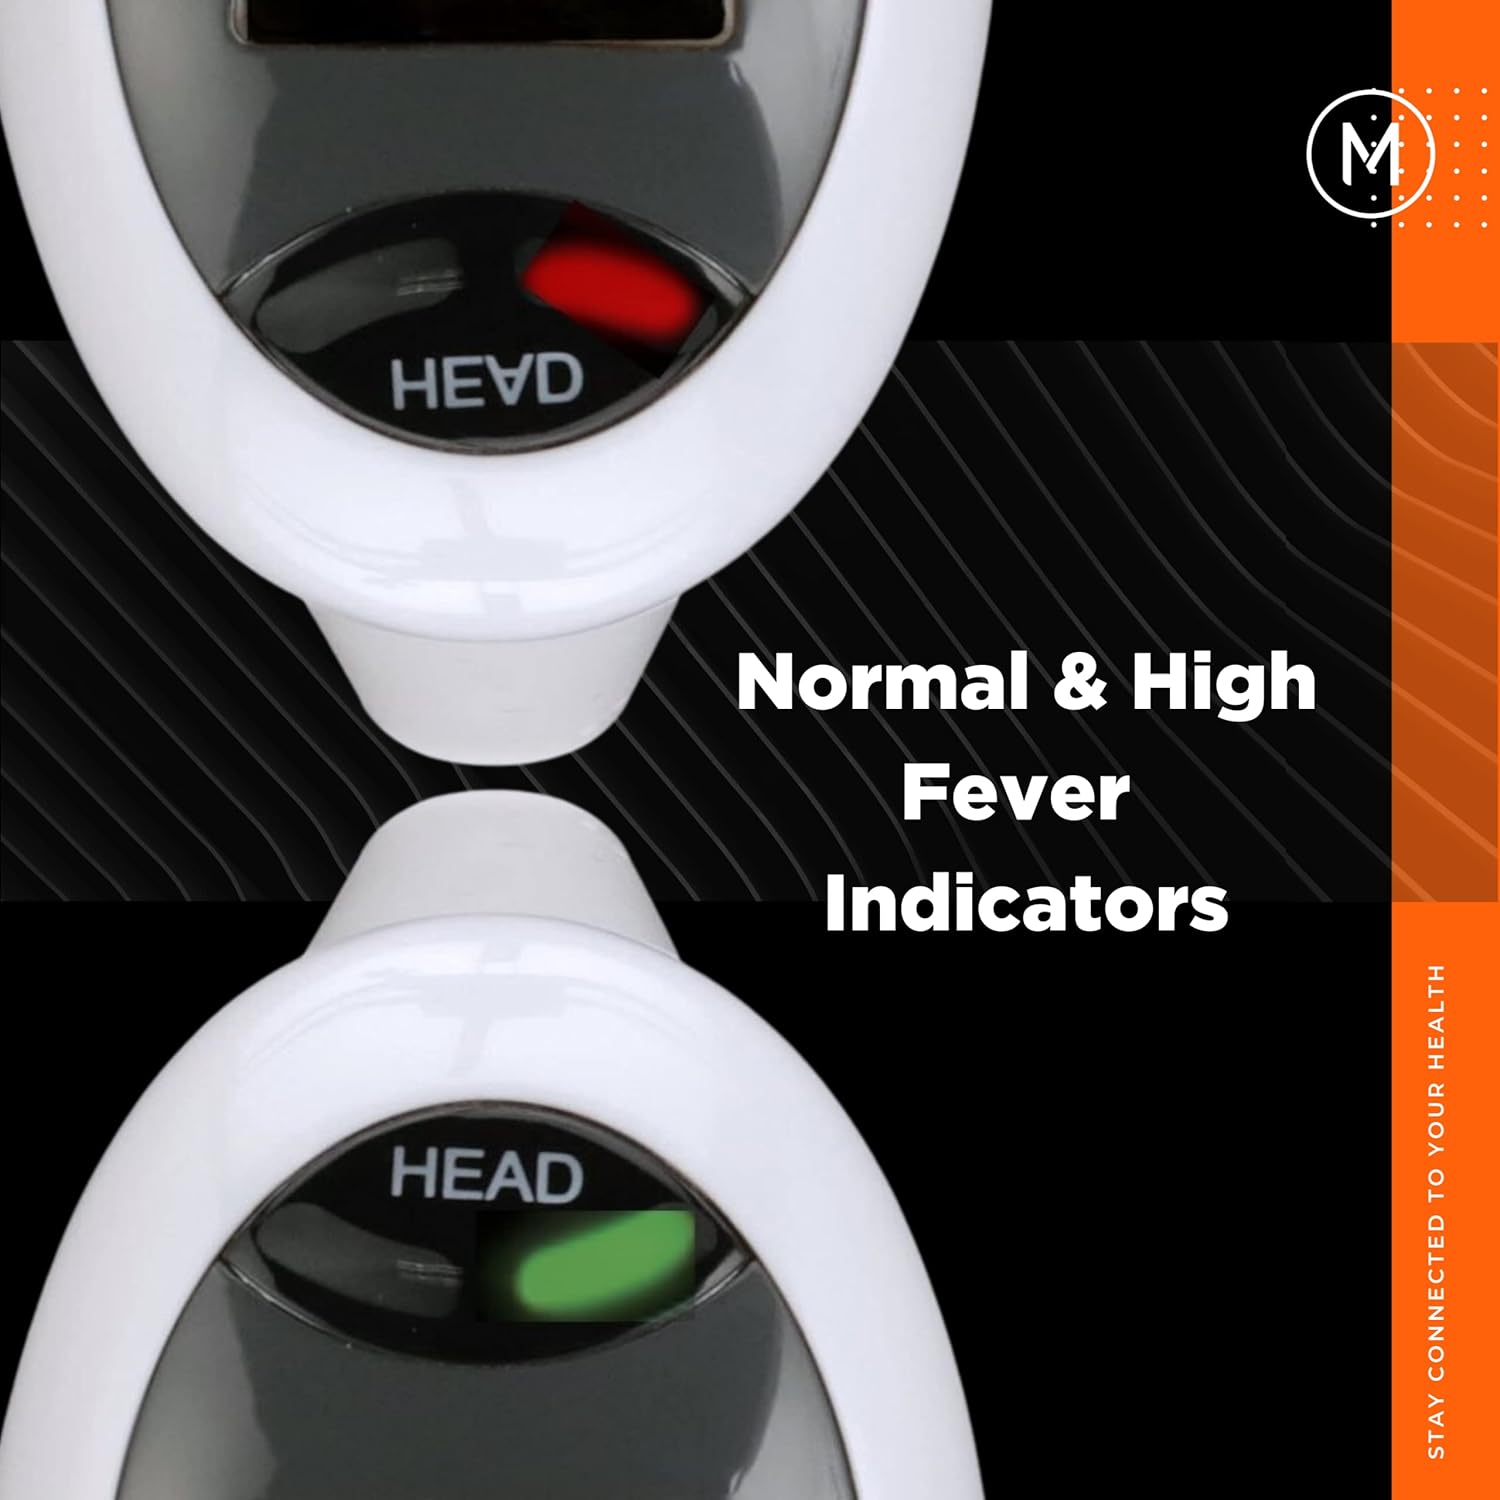 M
HEAD
Normal & High
Fever
Indicators
HEAD
STAY CONNECTED TO YOUR HEALTH